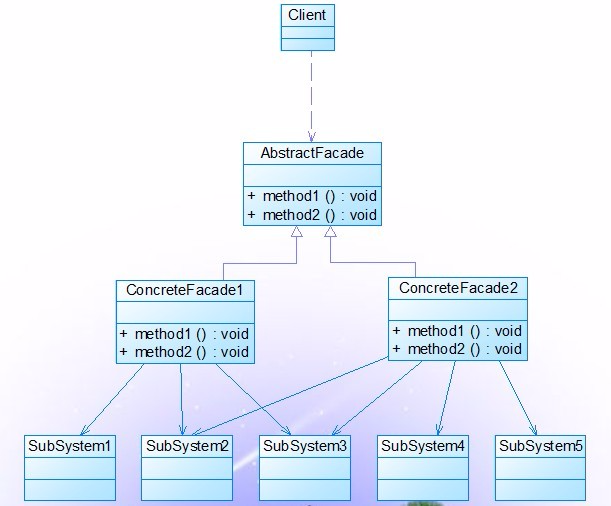 Client
AbstractFacade
+ method1 () : void
+ method2 () : void
ConcreteFacade1
+ method1 () : void
+ method2 () : void
ConcreteFacade2
+ method1 () : void
+ method2 () : void
SubSystem1
SubSystem2
SubSystem3
SubSystem4
SubSystem5